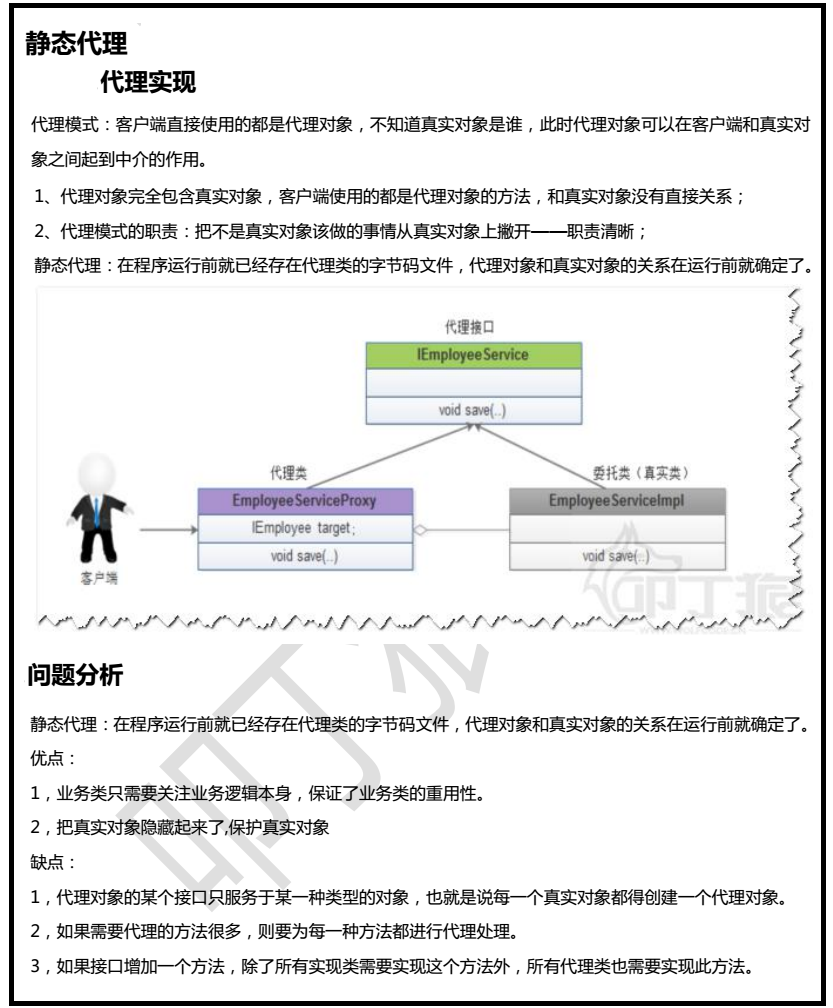 静态代理
代理实现
代理模式：客户端直接使用的都是代理对象，不知道真实对象是谁，此时代理对象可以在客户端和真实对
象之间起到中介的作用。
1、代理对象完全包含真实对象，客户端使用的都是代理对象的方法，和真实对象没有直接关系；
2、代理模式的职责：把不是真实对象该做的事情从真实对象上撇开——职责清晰；
静态代理：在程序运行前就已经存在代理类的字节码文件，代理对象和真实对象的关系在运行前就确定了。
代理接口
IEmployeeService
void save(..)
代理类
委托类（真实类）
EmployeeServiceProxy
EmployeeServiceImpl
IEmployee target;
void save(..)
void save(..)
客户端
叩丁狼
问题分析
静态代理：在程序运行前就已经存在代理类的字节码文件，代理对象和真实对象的关系在运行前就确定了。
优点：
1，业务类只需要关注业务逻辑本身，保证了业务类的重用性。
2，把真实对象隐藏起来了,保护真实对象
缺点：
1，代理对象的某个接口只服务于某一种类型的对象，也就是说每一个真实对象都得创建一个代理对象。
2，如果需要代理的方法很多，则要为每一种方法都进行代理处理。
3，如果接口增加一个方法，除了所有实现类需要实现这个方法外，所有代理类也需要实现此方法。